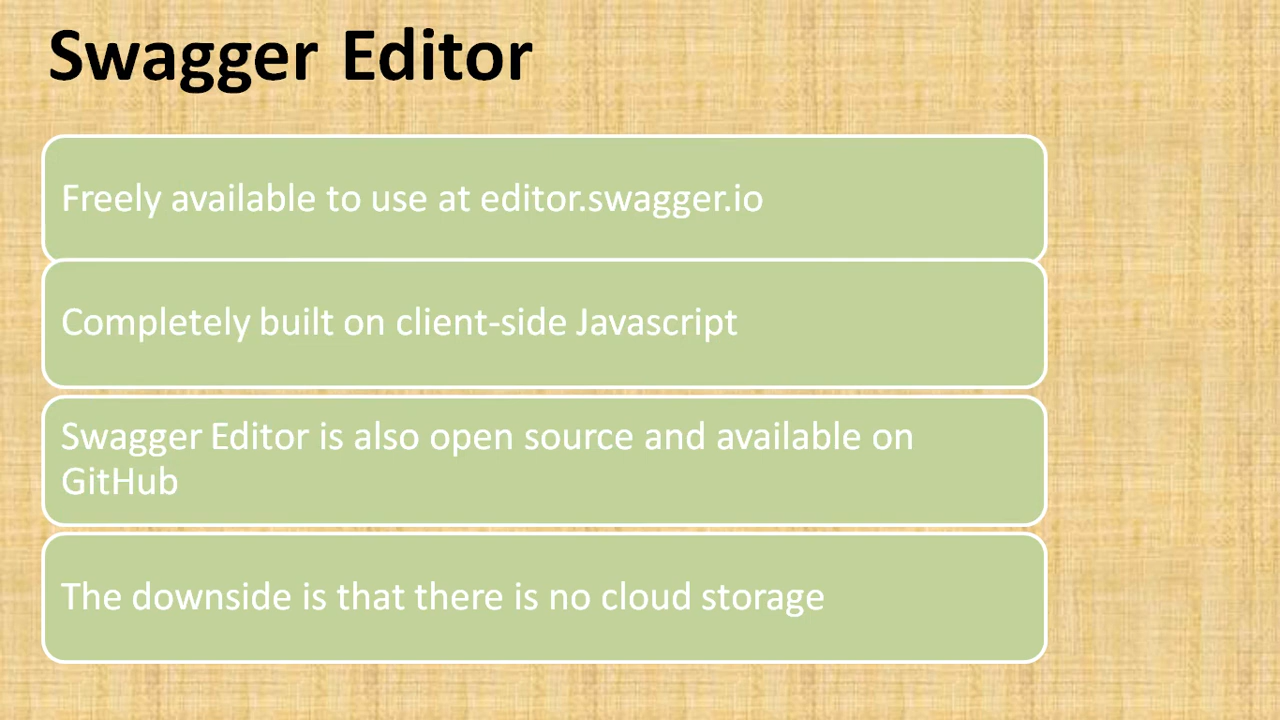 Swagger Editor
Freely available to use at editor.swagger.io
Completely built on client-side Javascript
Swagger Editor is also open source and available on
GitHub
The downside is that there is no cloud storage